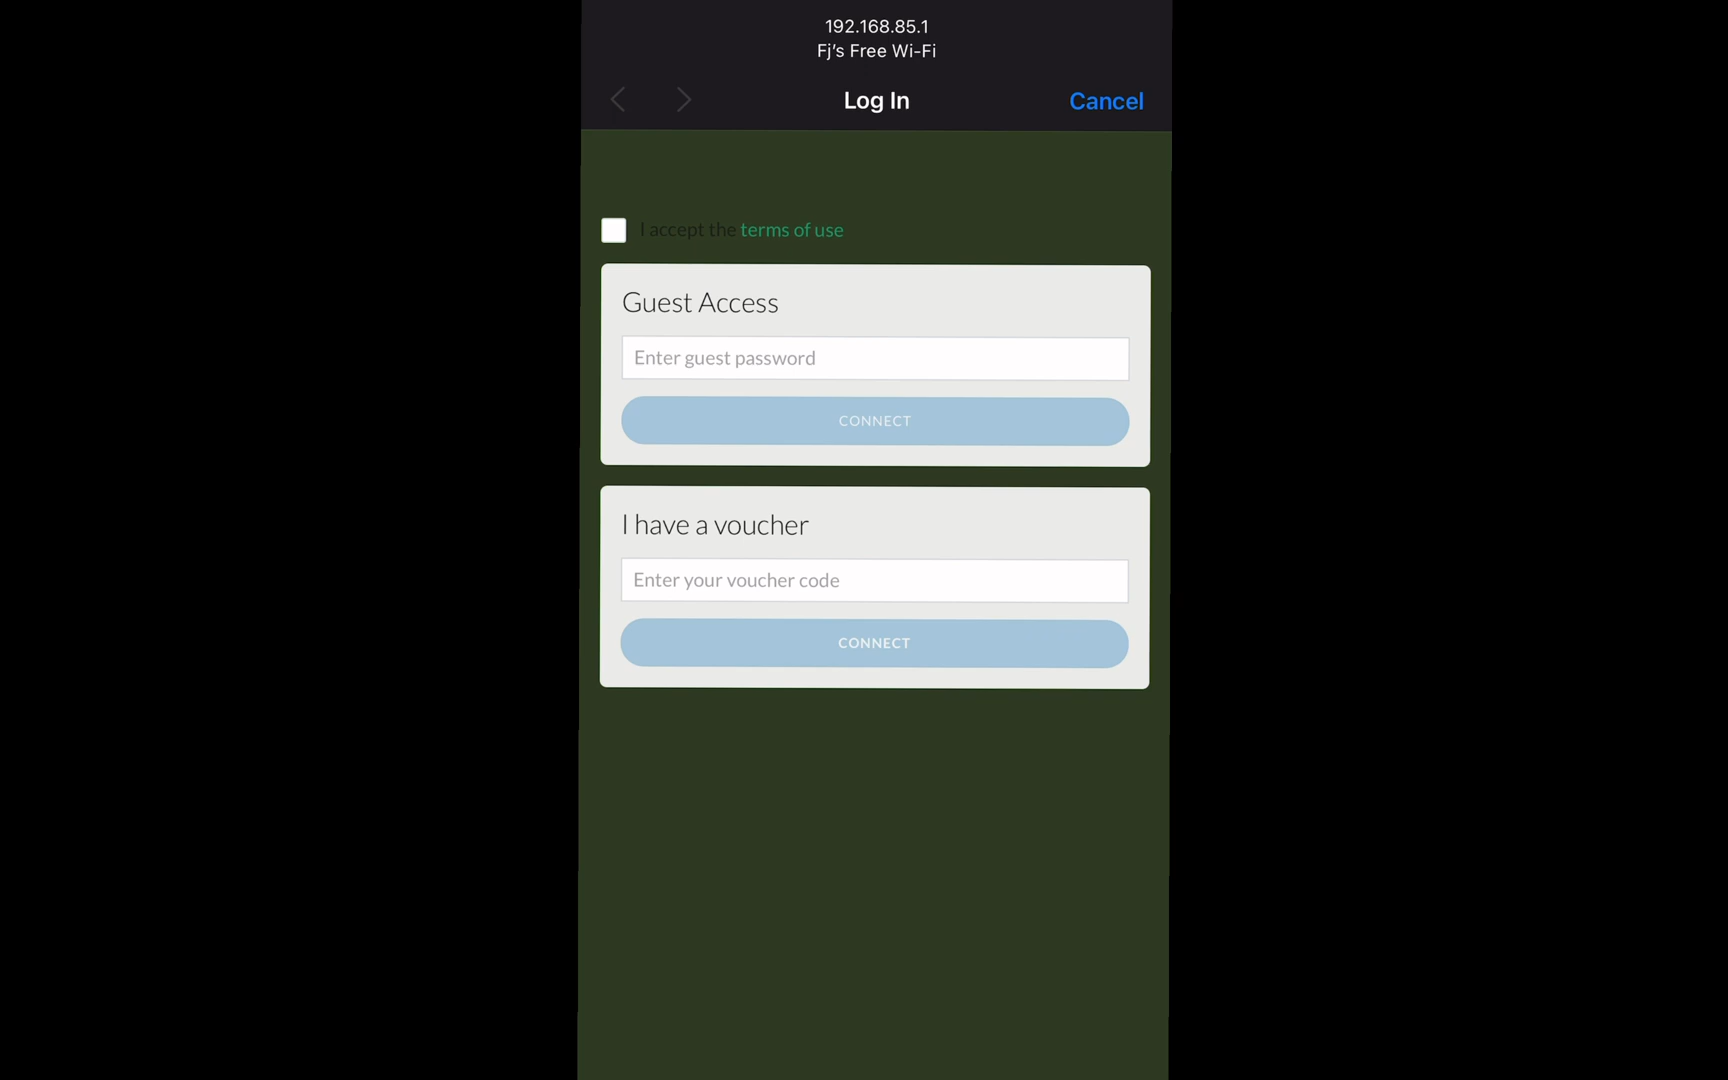 192.168.85.1
Fj's Free Wi-Fi
Log In
Cancel
I accept the terms of use
Guest Access
Enter guest password
CONNECT
I have a voucher
Enter your voucher code
CONNECT